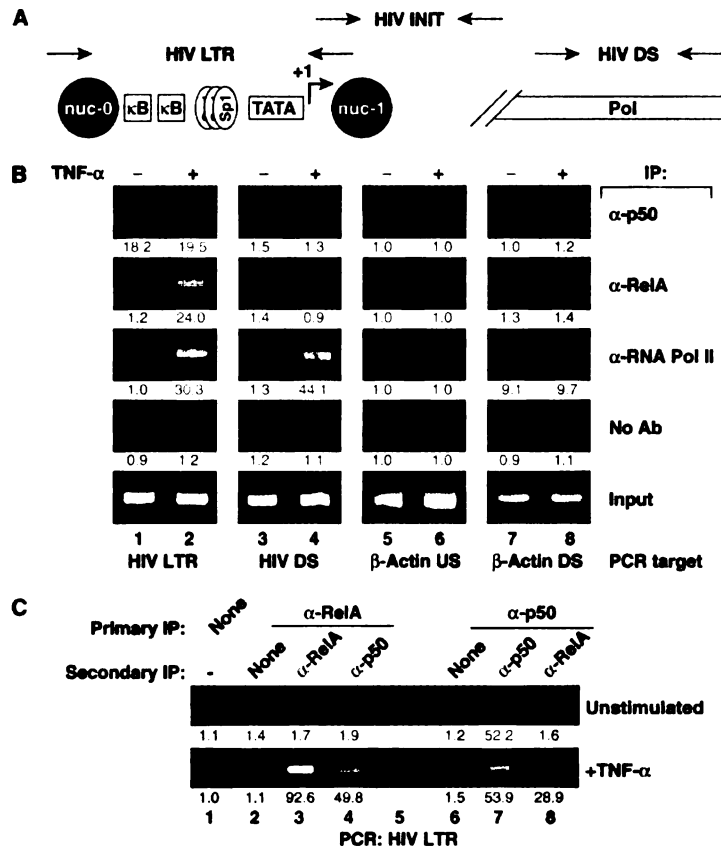 A
HIV INIT
HIV LTR
HIV DS
+1
nuc-0 κB κB Sp1 TATA nuc-1 Pol
B
TNF-α - + - + - + - + IP:
α-p50
18.2 19.5 1.5 1.3 1.0 1.0 1.0 1.2
α-RelA
1.2 24.0 1.4 0.9 1.0 1.0 1.3 1.4
α-RNA Pol II
1.0 30.3 1.3 44.1 1.0 1.0 9.1 9.7
No Ab
0.9 1.2 1.2 1.1 1.0 1.0 0.9 1.1
Input
1 2 3 4 5 6 7 8
HIV LTR HIV DS β-Actin US β-Actin DS PCR target
C
Primary IP: None α-RelA α-p50
Secondary IP: - None α-RelA α-p50 None α-p50 α-RelA
Unstimulated
1.1 1.4 1.7 1.9 1.2 52.2 1.6
+TNF-α
1.0 1.1 92.6 49.8 1.5 53.9 28.9
1 2 3 4 5 6 7 8
PCR: HIV LTR